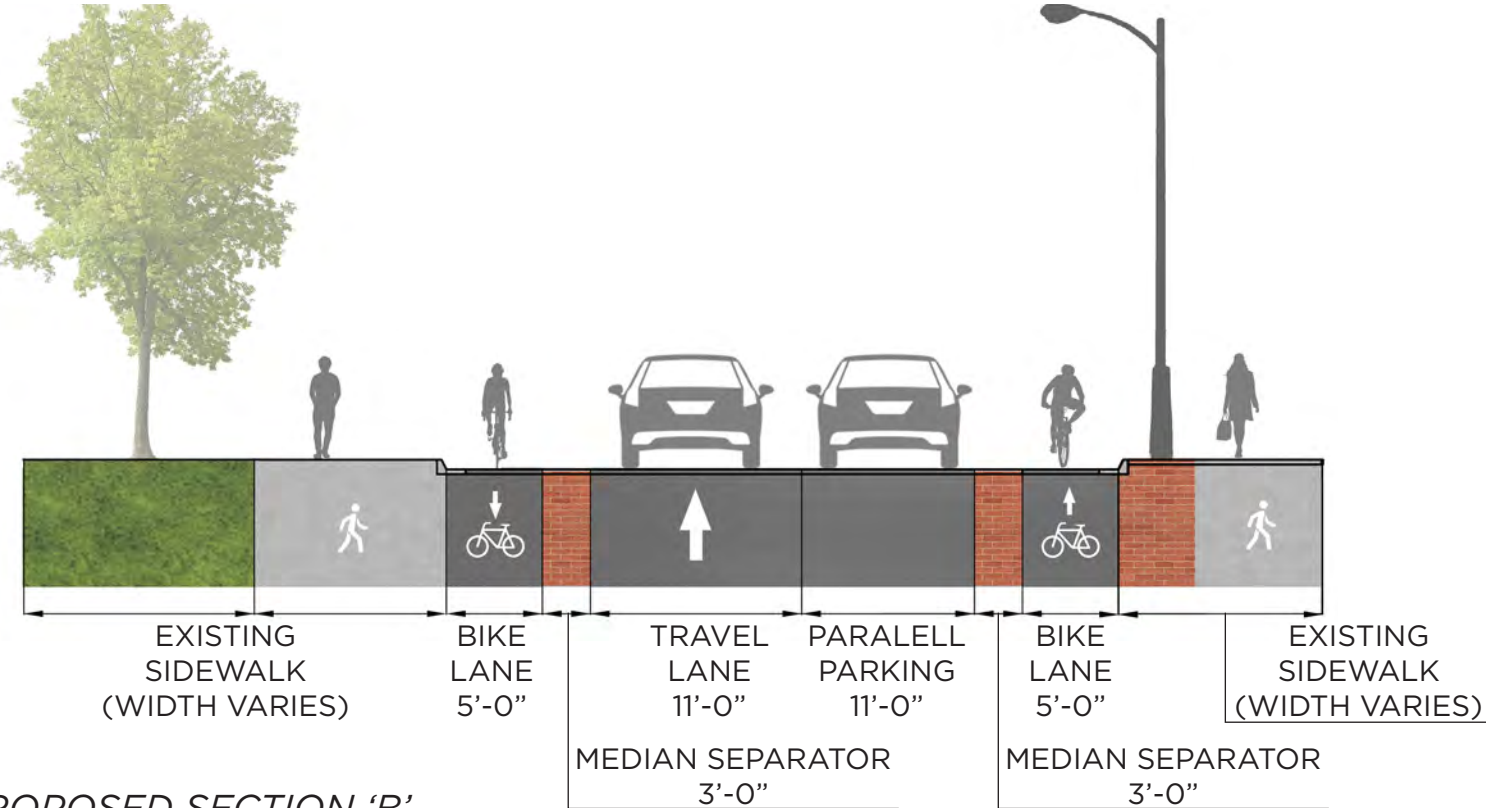 EXISTING
SIDEWALK
(WIDTH VARIES)
BIKE
LANE
5’-0”
TRAVEL
LANE
11’-0”
PARALELL
PARKING
11’-0”
BIKE
LANE
5’-0”
EXISTING
SIDEWALK
(WIDTH VARIES)
MEDIAN SEPARATOR
3’-0”
MEDIAN SEPARATOR
3’-0”
SECTION ‘B’